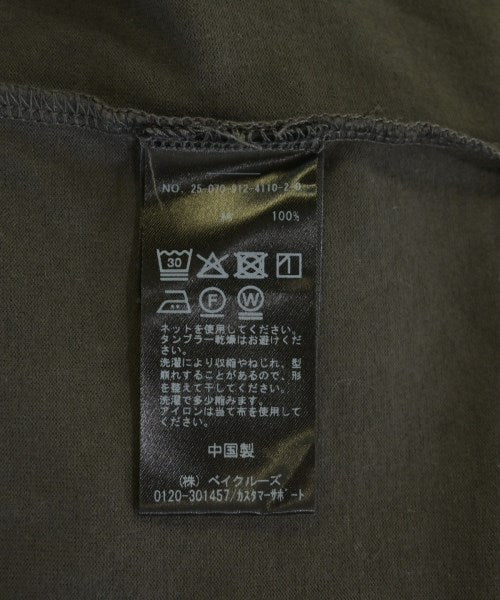 NO. 25-070-912-4110-2-0
100%
30
F W
ネットを使用してください。
タンブラー乾燥はお避けくださ
い。
洗濯により収縮やねじれ、型
崩れすることがあるので、形
を整えて干してください。
洗濯で多少縮みます。
アイロンは当て布を使用して
ください。
中国製
(株) ベイクルーズ
0120-301457/カスタマーサポート